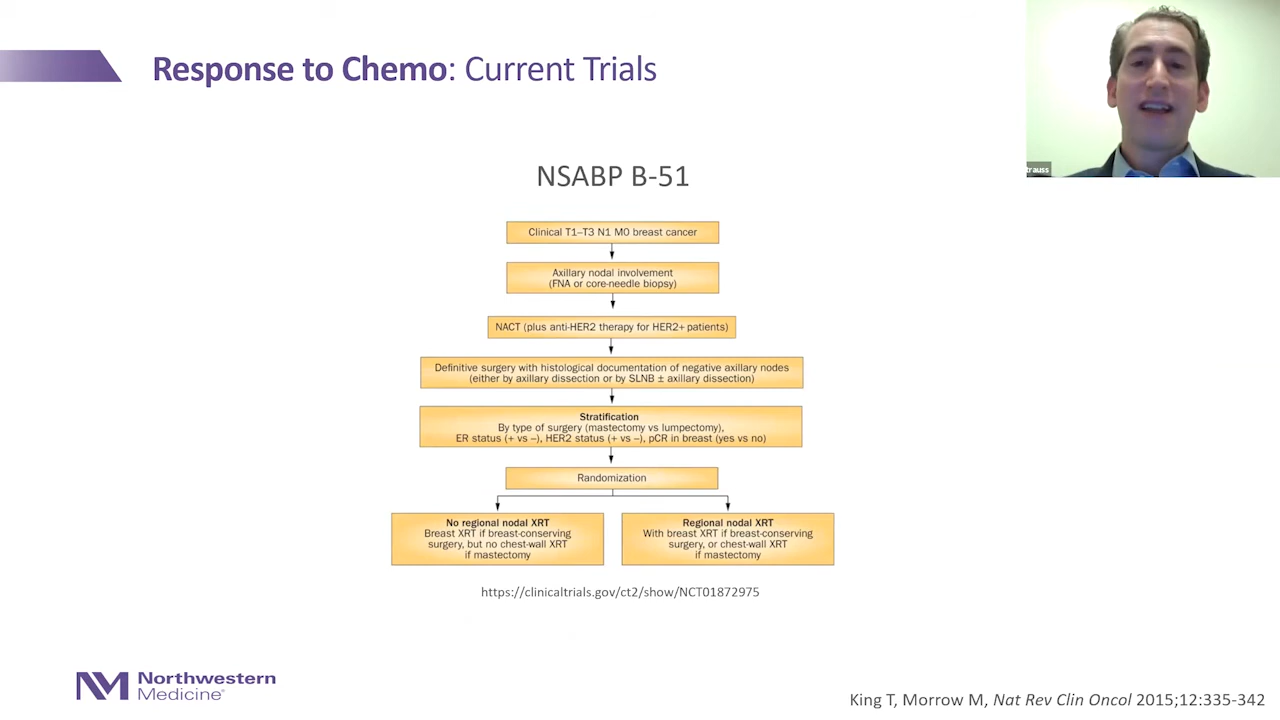 Response to Chemo: Current Trials
trauss
NSABP B-51
Clinical T1–T3 N1 M0 breast cancer
Axillary nodal involvement
(FNA or core-needle biopsy)
NACT (plus anti-HER2 therapy for HER2+ patients)
Definitive surgery with histological documentation of negative axillary nodes
(either by axillary dissection or by SLNB ± axillary dissection)
Stratification
By type of surgery (mastectomy vs lumpectomy),
ER status (+ vs –), HER2 status (+ vs –), pCR in breast (yes vs no)
Randomization
No regional nodal XRT
Breast XRT if breast-conserving
surgery, but no chest-wall XRT
if mastectomy
Regional nodal XRT
With breast XRT if breast-conserving
surgery, or chest-wall XRT
if mastectomy
https://clinicaltrials.gov/ct2/show/NCT01872975
NM
Northwestern
Medicine®
King T, Morrow M, Nat Rev Clin Oncol 2015;12:335-342